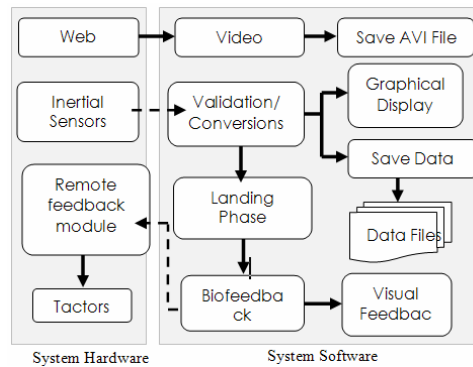 Web
Video
Save AVI File
Inertial
Sensors
Validation/
Conversions
Graphical
Display
Save Data
Remote
feedback
module
Landing
Phase
Data Files
Tactors
Biofeedba
ck
Visual
Feedbac
System Hardware
System Software